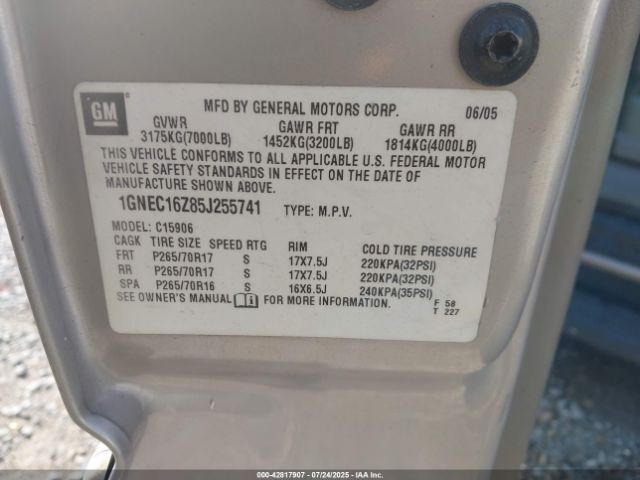 GM
MFD BY GENERAL MOTORS CORP. 06/05
GVWR GAWR FRT GAWR RR
3175KG(7000LB) 1452KG(3200LB) 1814KG(4000LB)
THIS VEHICLE CONFORMS TO ALL APPLICABLE U.S. FEDERAL MOTOR
VEHICLE SAFETY STANDARDS IN EFFECT ON THE DATE OF
MANUFACTURE SHOWN ABOVE.
1GNEC16Z85J255741 TYPE: M.P.V.
MODEL: C15906
CAGK TIRE SIZE SPEED RTG RIM COLD TIRE PRESSURE
FRT P265/70R17 S 17X7.5J 220KPA(32PSI)
RR P265/70R17 S 17X7.5J 220KPA(32PSI)
SPA P265/70R16 S 16X6.5J 240KPA(35PSI)
SEE OWNER'S MANUAL FOR MORE INFORMATION.
F 58
T 227
000-42817907 - 07/24/2025 - IAAI.COM